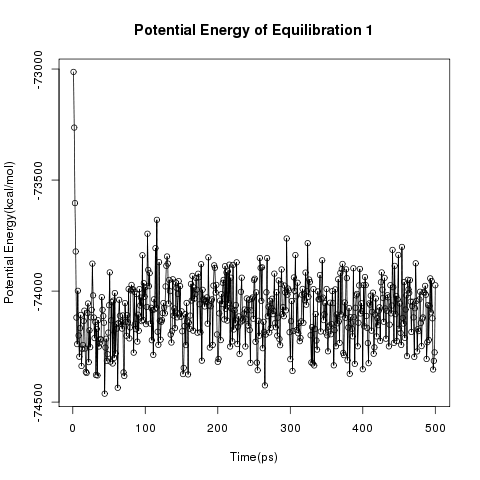 Potential Energy of Equilibration 1
Potential Energy(kcal/mol)
-73000
-73500
-74000
-74500
0 100 200 300 400 500
Time(ps)